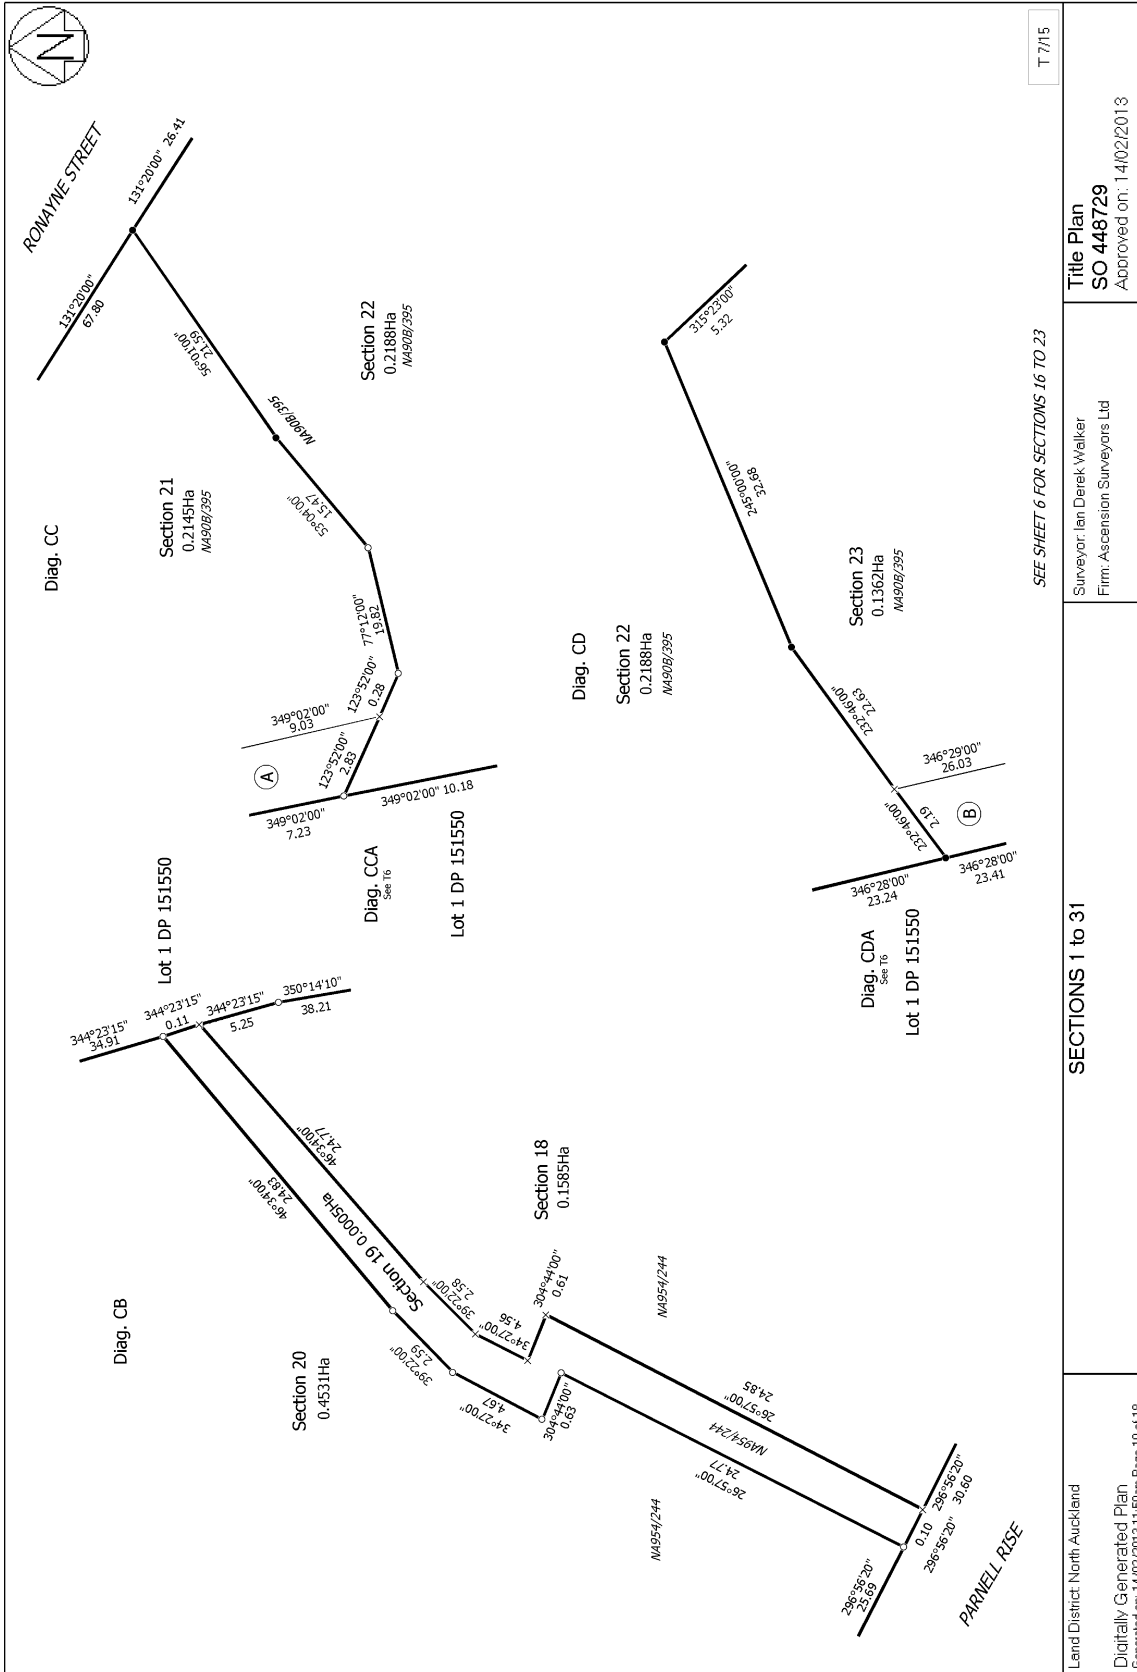 N
T 7/15
RONAYNE STREET
131°20'00" 26.41
131°20'00"
67.80
56°01'00"
21.59
NA90B/395
53°04'00"
15.47
77°12'00"
19.82
123°52'00"
0.28
349°02'00"
9.03
123°52'00"
2.83
A
349°02'00"
7.23
349°02'00" 10.18
Diag. CC
Section 21
0.2145Ha
NA90B/395
Section 22
0.2188Ha
NA90B/395
Diag. CCA
See T6
Lot 1 DP 151550
315°23'00"
5.32
245°00'00"
32.68
232°46'00"
22.63
346°29'00"
26.03
232°46'00"
2.19
B
346°28'00"
23.24
346°28'00"
23.41
Diag. CD
Section 22
0.2188Ha
NA90B/395
Section 23
0.1362Ha
NA90B/395
Diag. CDA
See T6
Lot 1 DP 151550
Lot 1 DP 151550
344°23'15"
34.91
344°23'15"
0.11
344°23'15"
5.25
350°14'10"
38.21
46°34'00"
24.83
46°34'00"
24.77
Section 19 0.0005Ha
Diag. CB
Section 20
0.4531Ha
Section 18
0.1585Ha
39°22'00"
2.59
39°22'00"
2.58
34°27'00"
4.67
34°27'00"
4.56
304°44'00"
0.63
304°44'00"
0.61
26°57'00"
24.77
NA954/244
26°57'00"
24.85
NA954/244
NA954/244
296°56'20"
25.69
0.10
296°56'20"
296°56'20"
30.60
PARNELL RISE
SEE SHEET 6 FOR SECTIONS 16 TO 23
Land District: North Auckland
Digitally Generated Plan
Generated on: 14/02/2013 11:59am Page 19 of 19
SECTIONS 1 to 31
Surveyor: Ian Derek Walker
Firm: Ascension Surveyors Ltd
Title Plan
SO 448729
Approved on: 14/02/2013